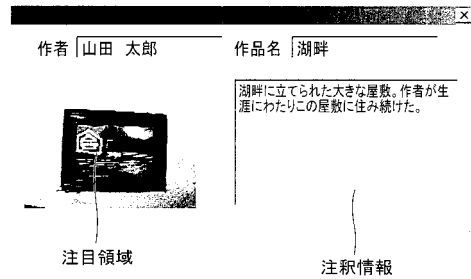 ×
作者 山田 太郎 作品名 湖畔
湖畔に立てられた大きな屋敷。作者が生
涯にわたりこの屋敷に住み続けた。
注目領域
注釈情報